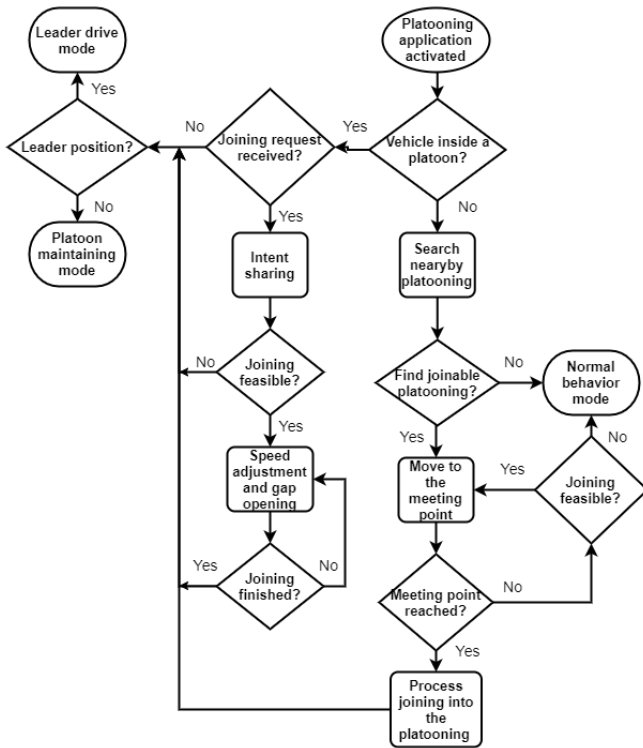 Leader drive
mode
Platooning
application
activated
Yes
Leader position?
No
Joining request
received?
Yes
Vehicle inside a
platoon?
No
Platoon
maintaining
mode
Yes
Intent
sharing
No
Search
nearyby
platooning
No
Joining
feasible?
Find joinable
platooning?
No
Normal
behavior
mode
Yes
Speed
adjustment
and gap
opening
Yes
Move to
the
meeting
point
Yes
Joining
feasible?
No
Yes
Joining
finished?
No
Meeting point
reached?
No
Yes
Process
joining into
the
platooning